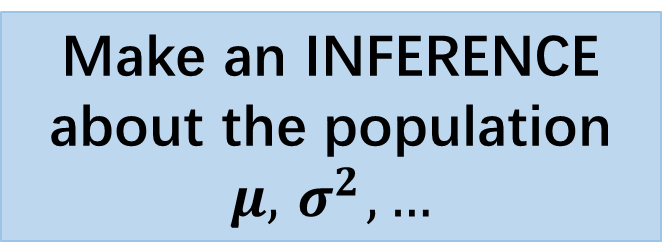 Make an INFERENCE
about the population
μ, σ², ...